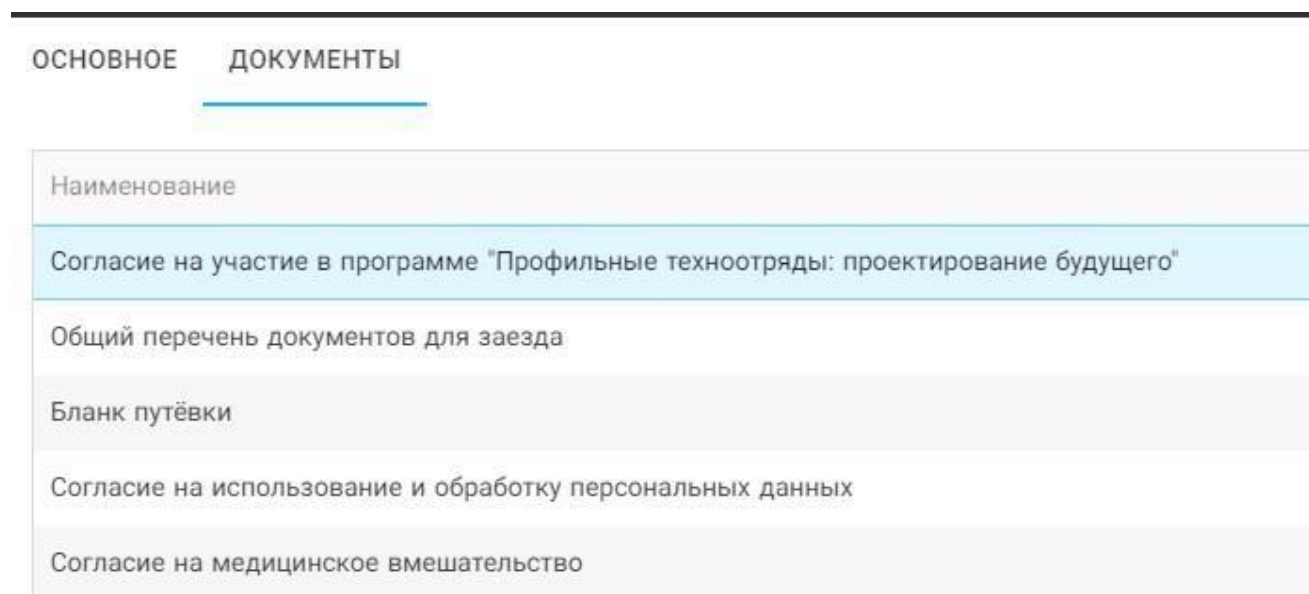 ОСНОВНОЕ ДОКУМЕНТЫ
Наименование
Согласие на участие в программе "Профильные техноотряды: проектирование будущего"
Общий перечень документов для заезда
Бланк путёвки
Согласие на использование и обработку персональных данных
Согласие на медицинское вмешательство